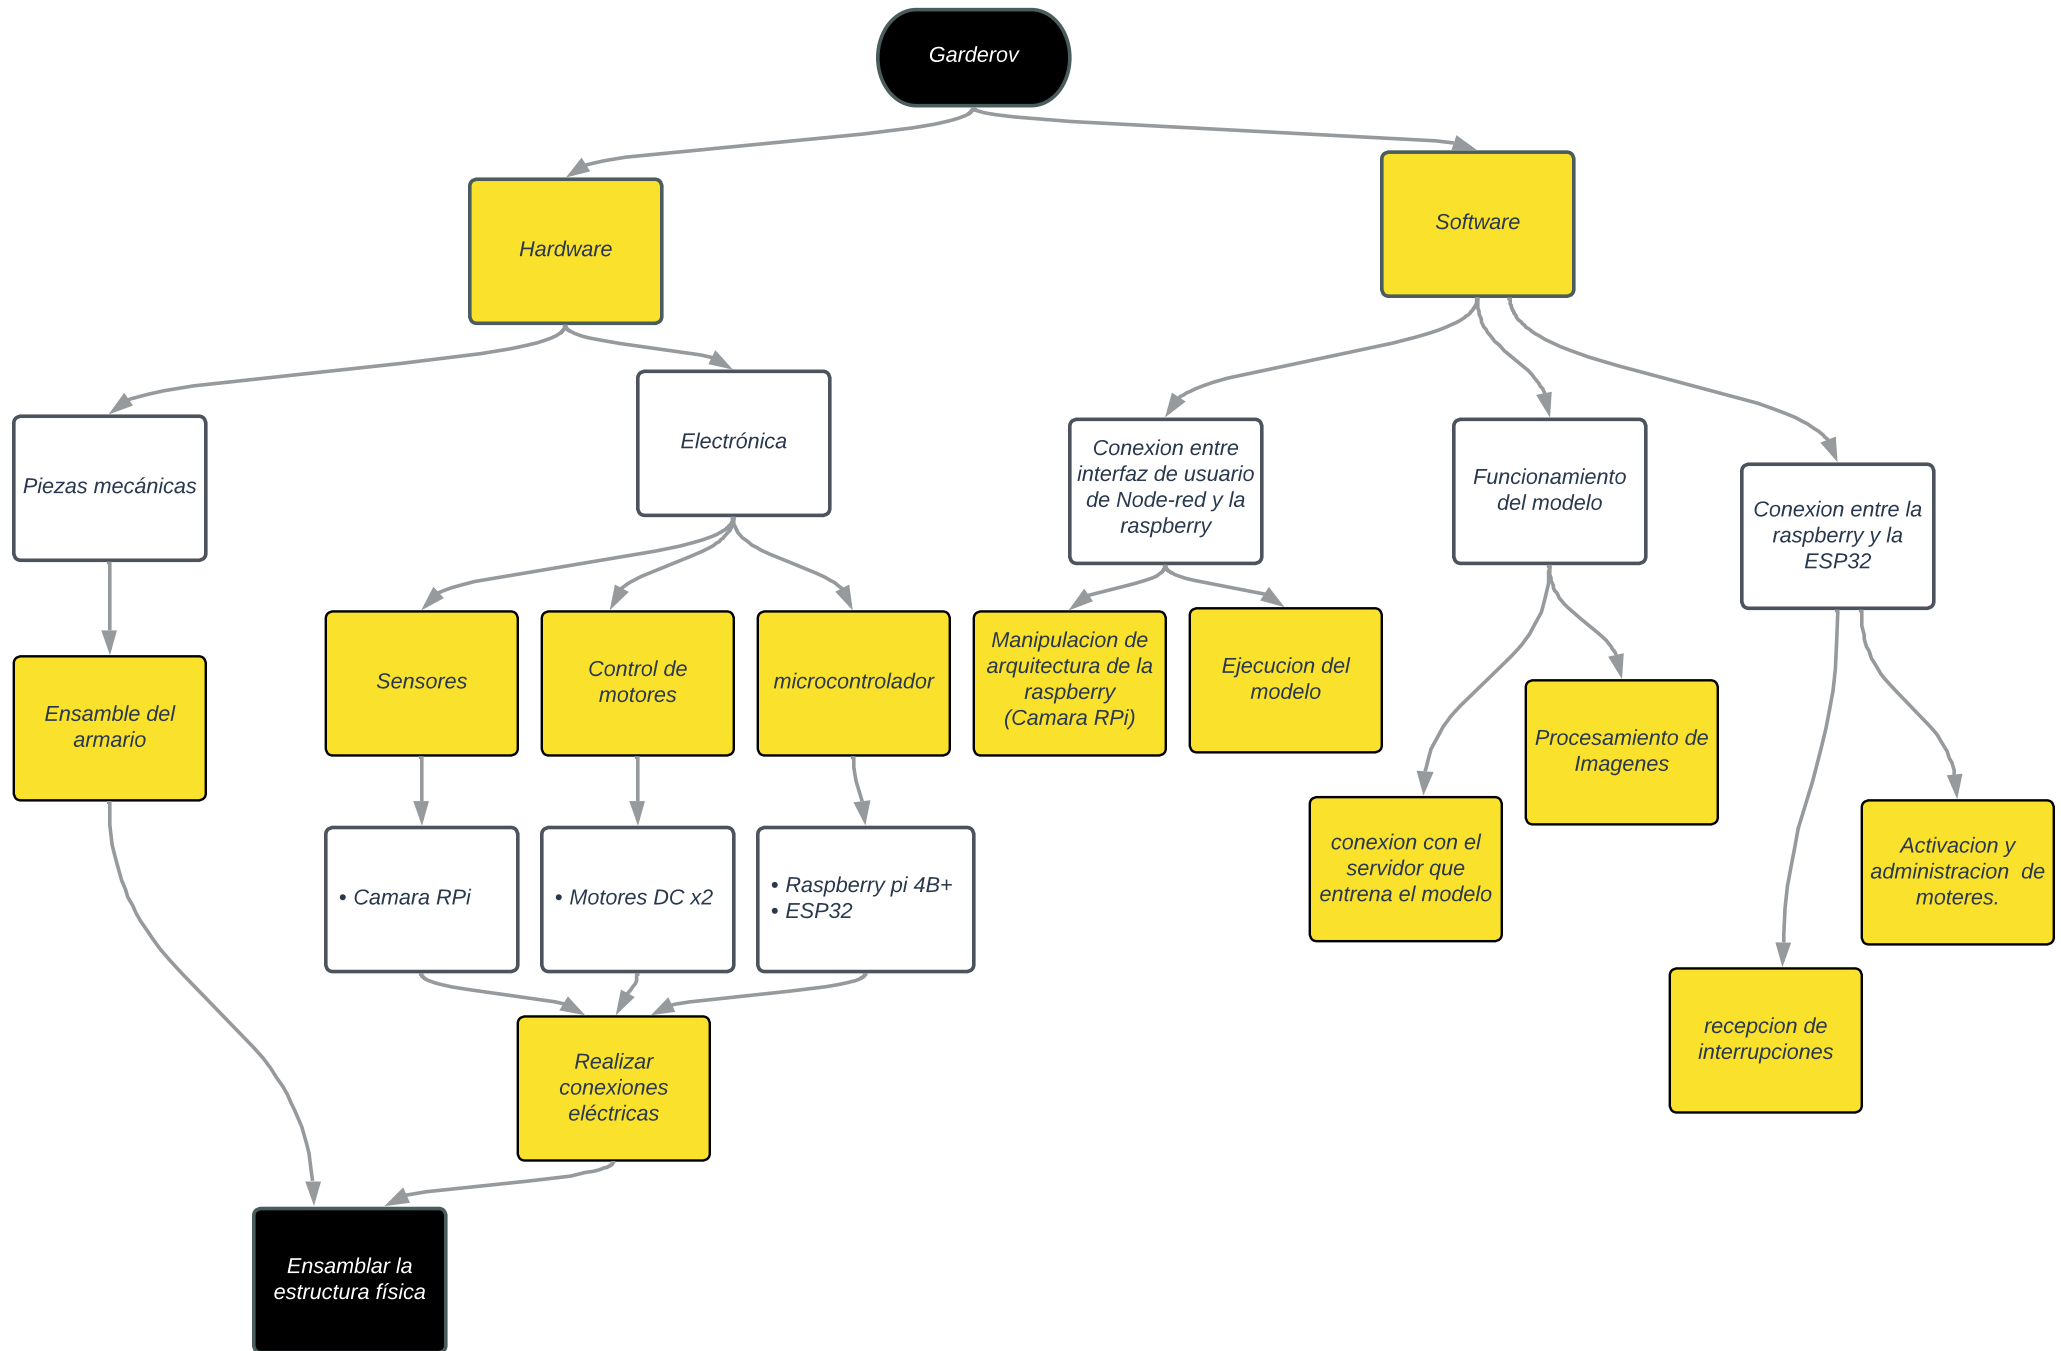 Garderov
Hardware
Software
Piezas mecánicas
Electrónica
Conexion entre
interfaz de usuario
de Node-red y la
raspberry
Funcionamiento
del modelo
Conexion entre la
raspberry y la
ESP32
Ensamble del
armario
Sensores
Control de
motores
microcontrolador
Manipulacion de
arquitectura de la
raspberry
(Camara RPi)
Ejecucion del
modelo
Procesamiento de
Imagenes
conexion con el
servidor que
entrena el modelo
Activacion y
administracion  de
moteres.
• Camara RPi
• Motores DC x2
• Raspberry pi 4B+
• ESP32
recepcion de
interrupciones
Realizar
conexiones
eléctricas
Ensamblar la
estructura física